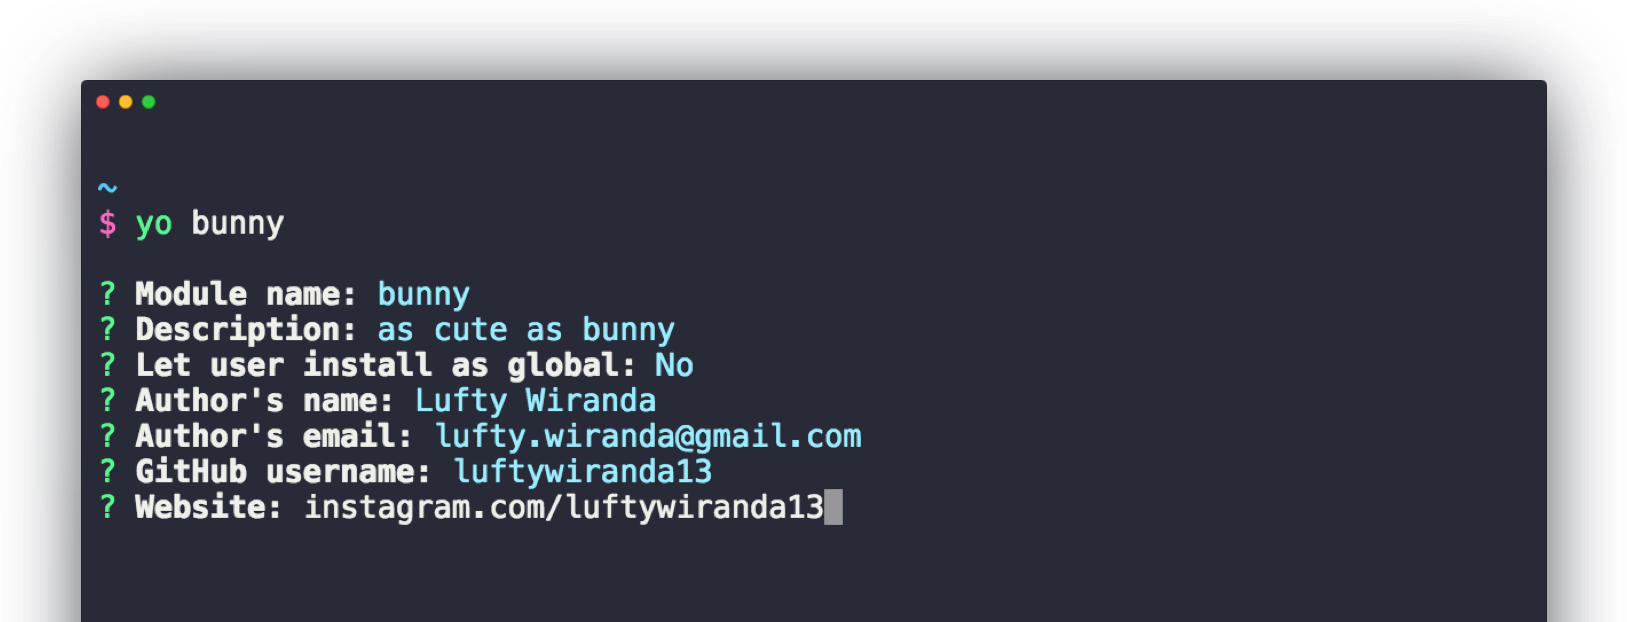 ~
$ yo bunny
? Module name: bunny
? Description: as cute as bunny
? Let user install as global: No
? Author's name: Lufty Wiranda
? Author's email: lufty.wiranda@gmail.com
? GitHub username: luftywiranda13
? Website: instagram.com/luftywiranda13